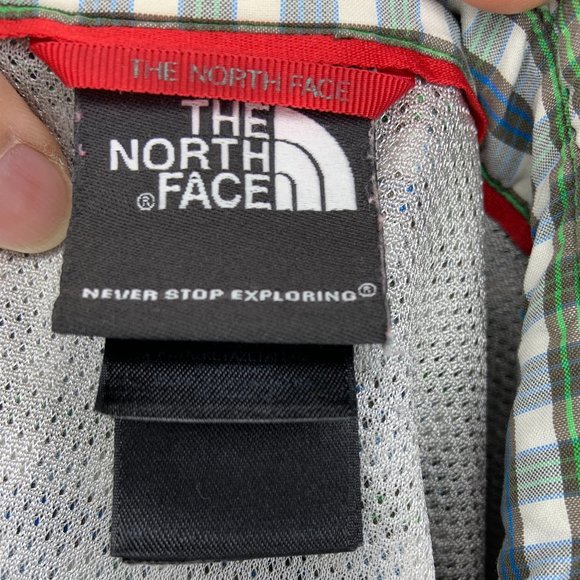 THE NORTH FACE
THE
NORTH
FACE
®
NEVER STOP EXPLORING®